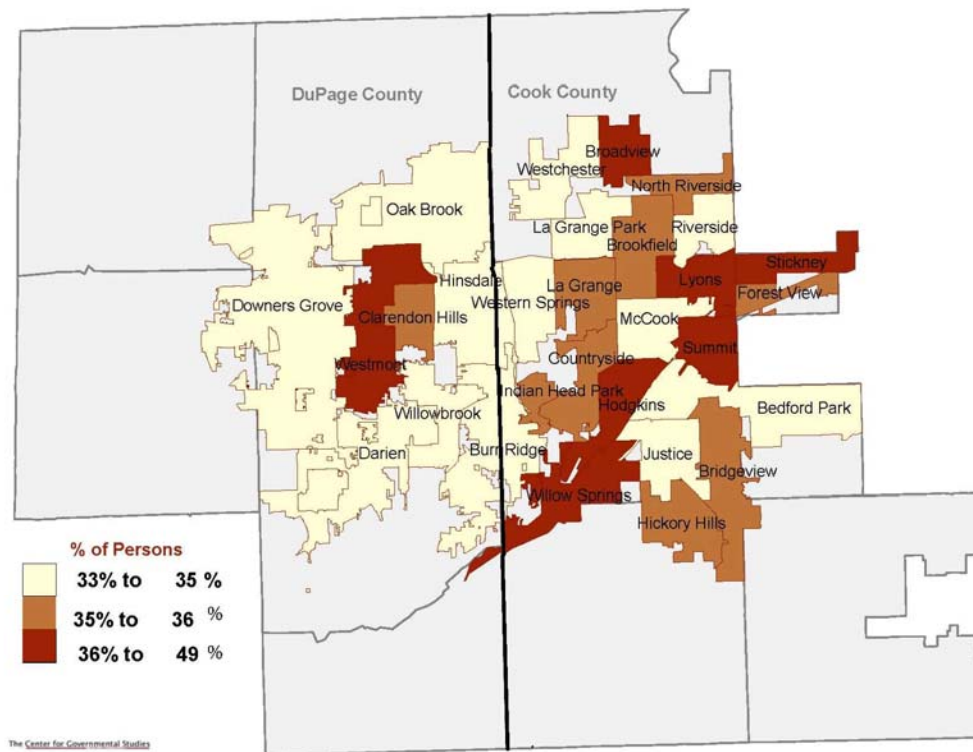 DuPage County
Cook County
Broadview
Westchester
North Riverside
Oak Brook
La Grange Park
Riverside
Brookfield
Stickney
Hinsdale
Lyons
La Grange
Forest View
Downers Grove
Western Springs
Clarendon Hills
McCook
Summit
Countryside
Westmont
Indian Head Park
Hodgkins
Bedford Park
Willowbrook
Darien
Burr Ridge
Justice
Bridgeview
Willow Springs
Hickory Hills
% of Persons
33% to 35 %
35% to 36 %
36% to 49 %
The Center for Governmental Studies